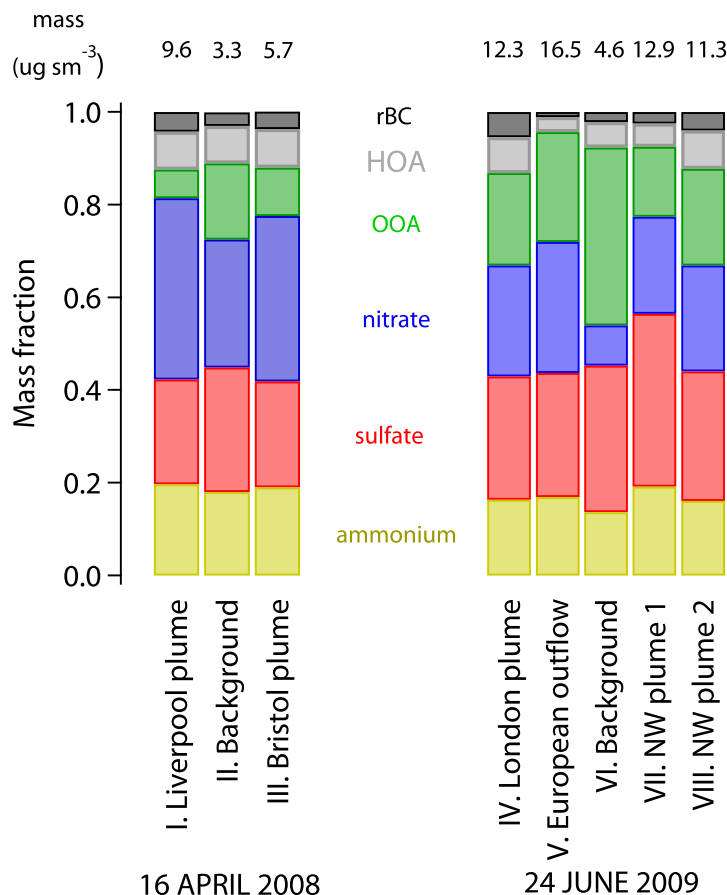 mass
(ug sm⁻³)
9.6 3.3 5.7 12.3 16.5 4.6 12.9 11.3
1.0
0.8
0.6
0.4
0.2
0.0
Mass fraction
rBC
HOA
OOA
nitrate
sulfate
ammonium
I. Liverpool plume
II. Background
III. Bristol plume
IV. London plume
V. European outflow
VI. Background
VII. NW plume 1
VIII. NW plume 2
16 APRIL 2008
24 JUNE 2009